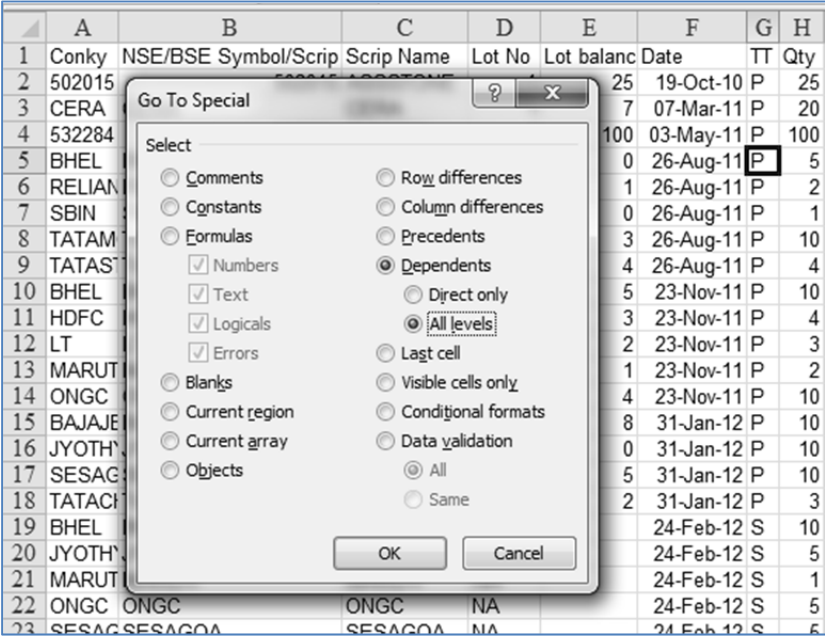 A B C D E F G H
1 Conky NSE/BSE Symbol/Scrip Scrip Name Lot No Lot balanc Date TT Qty
2 502015 25 19-Oct-10 P 25
3 CERA 7 07-Mar-11 P 20
4 532284 100 03-May-11 P 100
5 BHEL 0 26-Aug-11 P 5
6 RELIAN 1 26-Aug-11 P 2
7 SBIN 0 26-Aug-11 P 1
8 TATAM 3 26-Aug-11 P 10
9 TATAST 4 26-Aug-11 P 4
10 BHEL 5 23-Nov-11 P 10
11 HDFC 3 23-Nov-11 P 4
12 LT 2 23-Nov-11 P 3
13 MARUT 1 23-Nov-11 P 2
14 ONGC 4 23-Nov-11 P 10
15 BAJAJE 8 31-Jan-12 P 10
16 JYOTHY 0 31-Jan-12 P 10
17 SESAG 5 31-Jan-12 P 10
18 TATACH 2 31-Jan-12 P 3
19 BHEL 24-Feb-12 S 10
20 JYOTHY 24-Feb-12 S 5
21 MARUT 24-Feb-12 S 1
22 ONGC ONGC ONGC NA 24-Feb-12 S 5
23 SESAG SESAGOA SESAGOA NA 24-Feb-12 S 5
Go To Special
Select
Comments
Constants
Formulas
Numbers
Text
Logicals
Errors
Blanks
Current region
Current array
Objects
Row differences
Column differences
Precedents
Dependents
Direct only
All levels
Last cell
Visible cells only
Conditional formats
Data validation
All
Same
OK Cancel